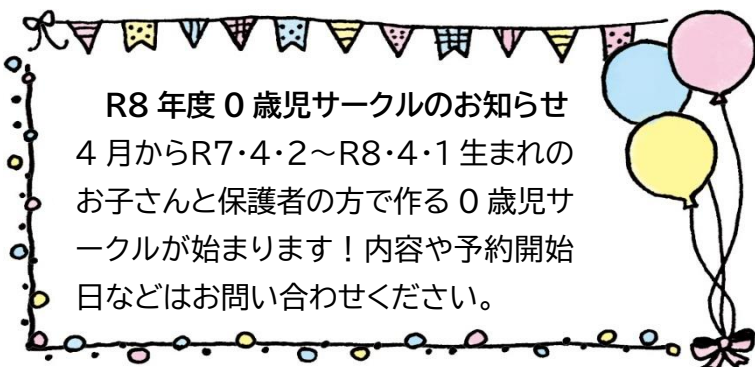 R8 年度 0 歳児サークルのお知らせ
4 月からR7・4・2～R8・4・1 生まれの
お子さんと保護者の方で作る 0 歳児サ
ークルが始まります！内容や予約開始
日などはお問い合わせください。